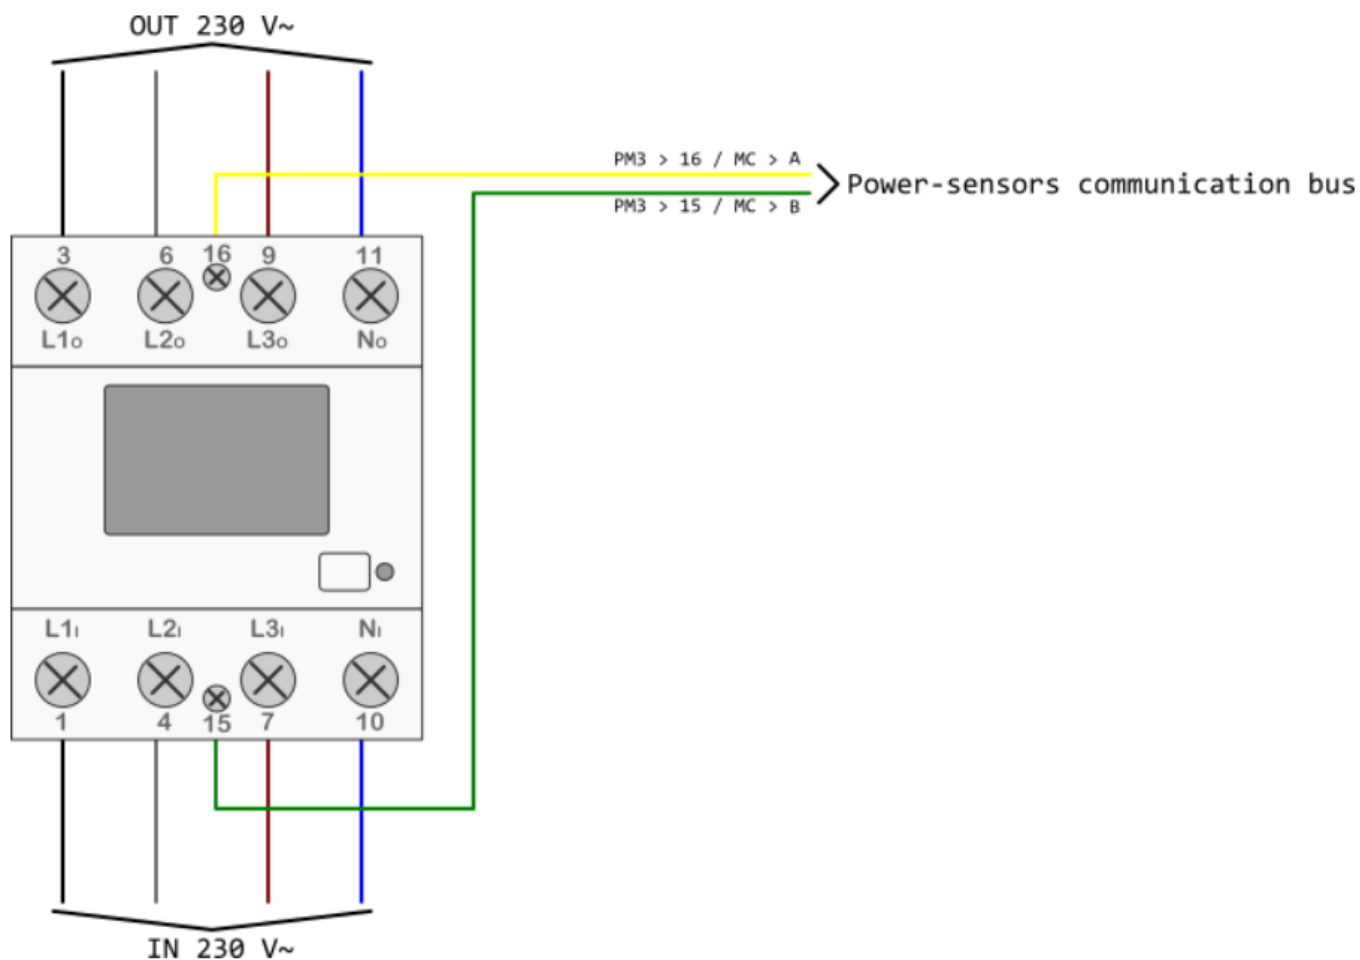 OUT 230 V~
PM3 > 16 / MC > A
Power-sensors communication bus
PM3 > 15 / MC > B
3 6 16 9 11
L1o L2o L3o No
L1I L2I L3I NI
1 4 15 7 10
IN 230 V~